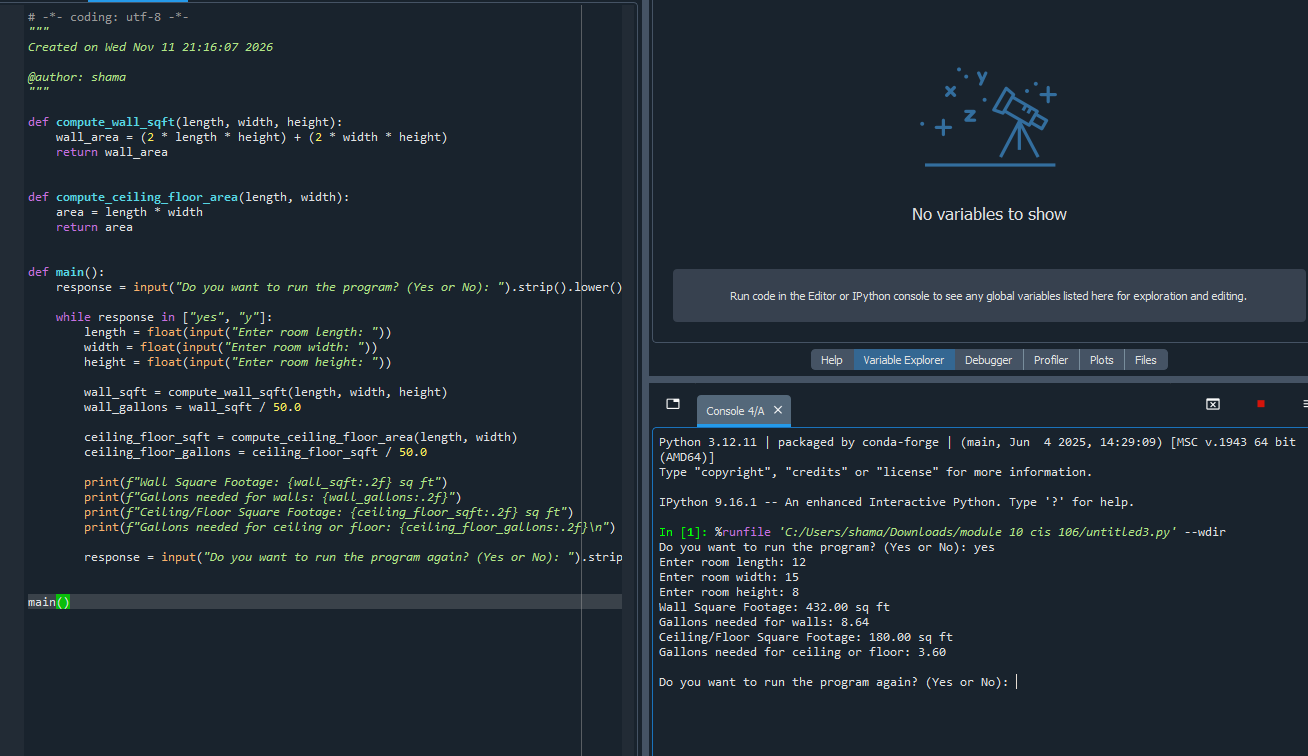 # -*- coding: utf-8 -*-
"""
Created on Wed Nov 11 21:16:07 2026
@author: shama
"""
def compute_wall_sqft(length, width, height):
    wall_area = (2 * length * height) + (2 * width * height)
    return wall_area
def compute_ceiling_floor_area(length, width):
    area = length * width
    return area
def main():
    response = input("Do you want to run the program? (Yes or No): ").strip().lower()
    while response in ["yes", "y"]:
        length = float(input("Enter room length: "))
        width = float(input("Enter room width: "))
        height = float(input("Enter room height: "))
        wall_sqft = compute_wall_sqft(length, width, height)
        wall_gallons = wall_sqft / 50.0
        ceiling_floor_sqft = compute_ceiling_floor_area(length, width)
        ceiling_floor_gallons = ceiling_floor_sqft / 50.0
        print(f"Wall Square Footage: {wall_sqft:.2f} sq ft")
        print(f"Gallons needed for walls: {wall_gallons:.2f}")
        print(f"Ceiling/Floor Square Footage: {ceiling_floor_sqft:.2f} sq ft")
        print(f"Gallons needed for ceiling or floor: {ceiling_floor_gallons:.2f}\n")
        response = input("Do you want to run the program again? (Yes or No): ").strip
main()
x y z
No variables to show
Run code in the Editor or IPython console to see any global variables listed here for exploration and editing.
Help Variable Explorer Debugger Profiler Plots Files
Console 4/A
Python 3.12.11 | packaged by conda-forge | (main, Jun  4 2025, 14:29:09) [MSC v.1943 64 bit
(AMD64)]
Type "copyright", "credits" or "license" for more information.
IPython 9.16.1 -- An enhanced Interactive Python. Type '?' for help.
In [1]: %runfile 'C:/Users/shama/Downloads/module 10 cis 106/untitled3.py' --wdir
Do you want to run the program? (Yes or No): yes
Enter room length: 12
Enter room width: 15
Enter room height: 8
Wall Square Footage: 432.00 sq ft
Gallons needed for walls: 8.64
Ceiling/Floor Square Footage: 180.00 sq ft
Gallons needed for ceiling or floor: 3.60
Do you want to run the program again? (Yes or No):